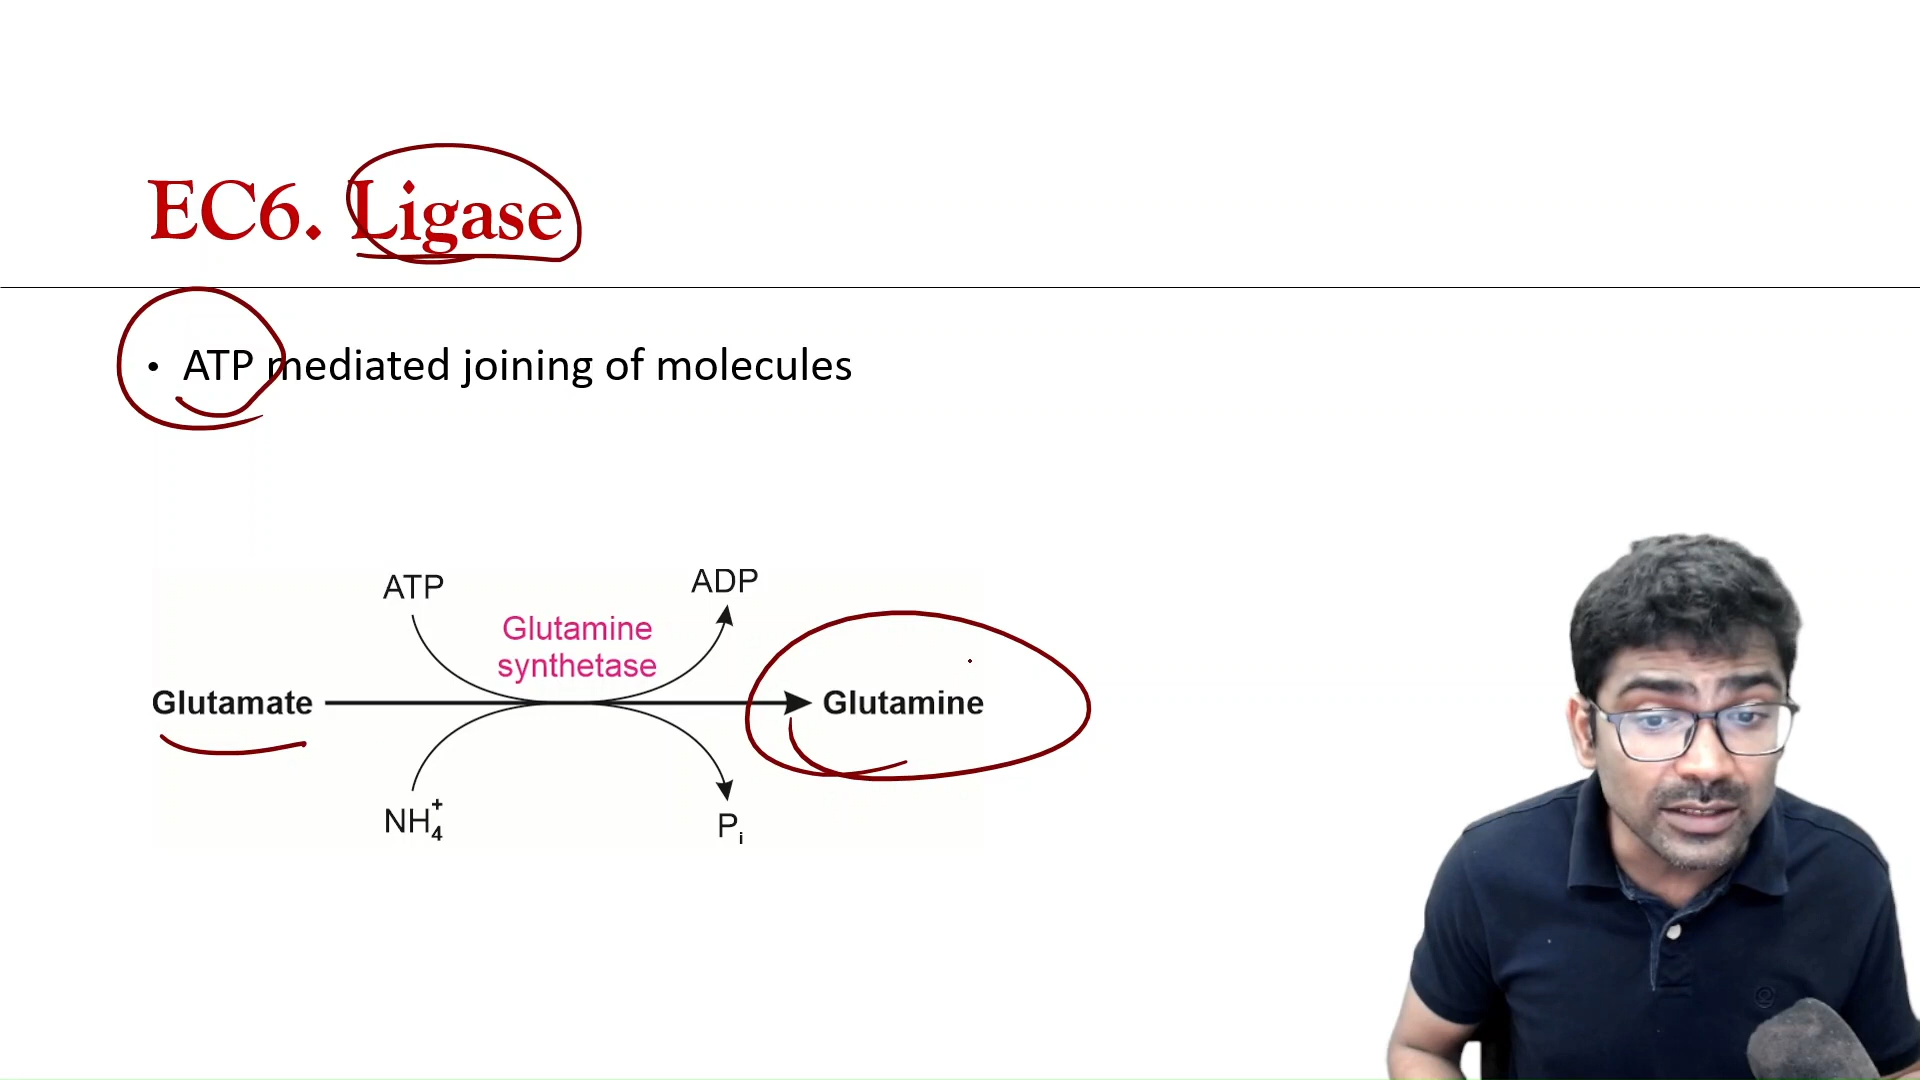 EC6. Ligase
• ATP mediated joining of molecules
ATP
ADP
Glutamine
synthetase
Glutamate
Glutamine
NH₄⁺
Pᵢ